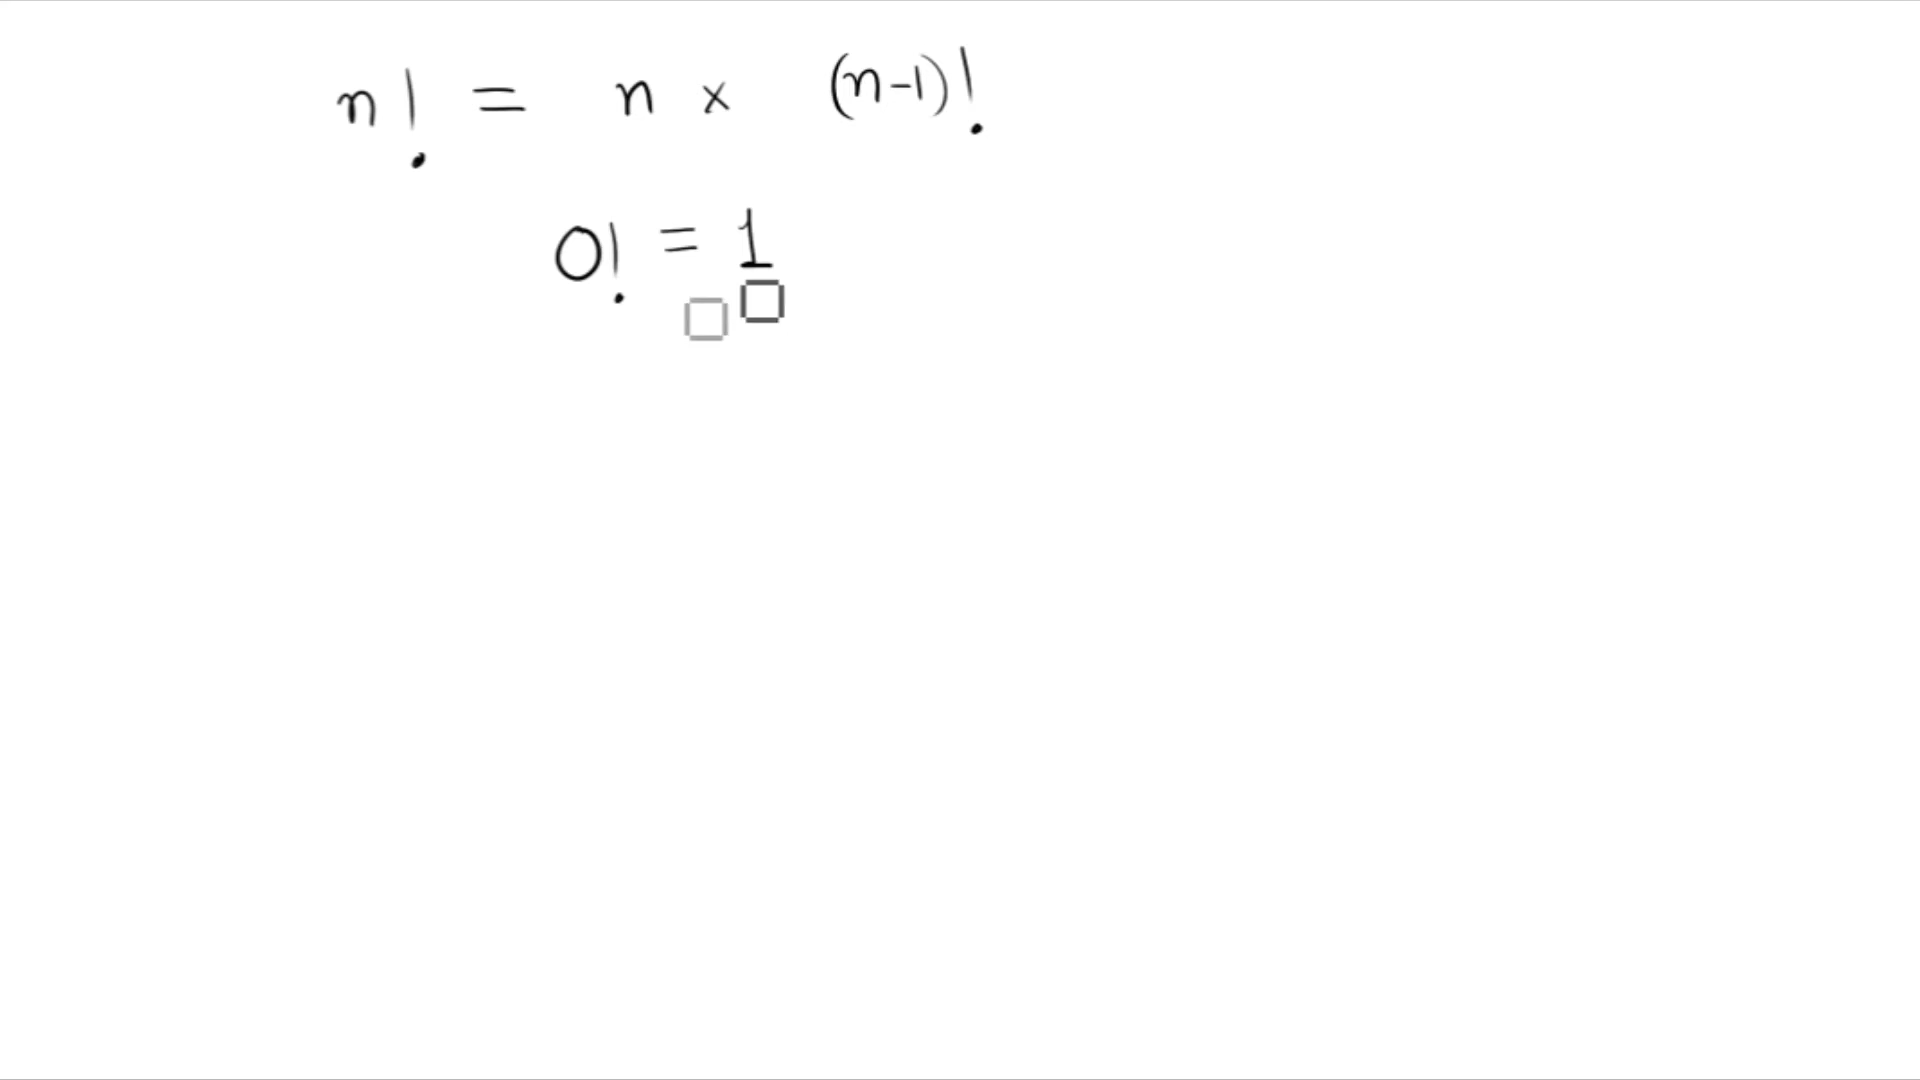 n! = n × (n-1)!
0! = 1